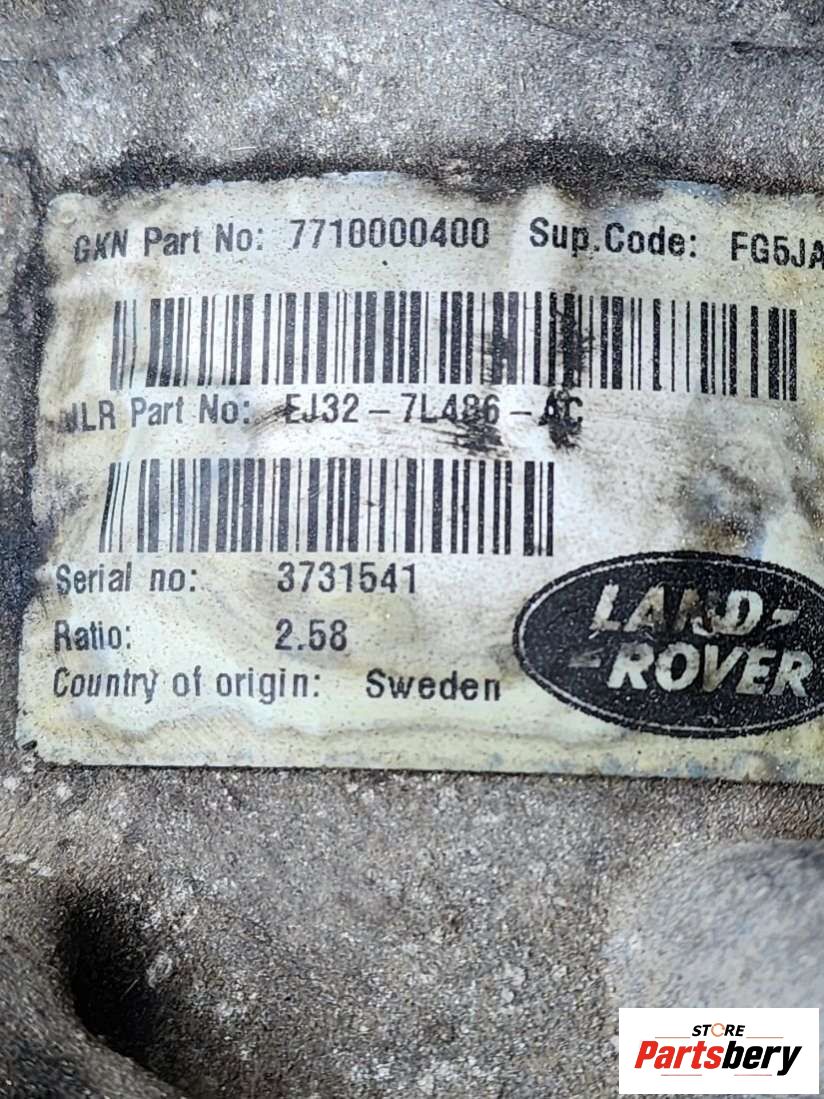 GKN Part No: 7710000400 Sup.Code: FG5JA
JLR Part No: EJ32-7L486-AC
Serial no: 3731541
Ratio: 2.58
Country of origin: Sweden
LAND-
-ROVER
STORE
Partsbery